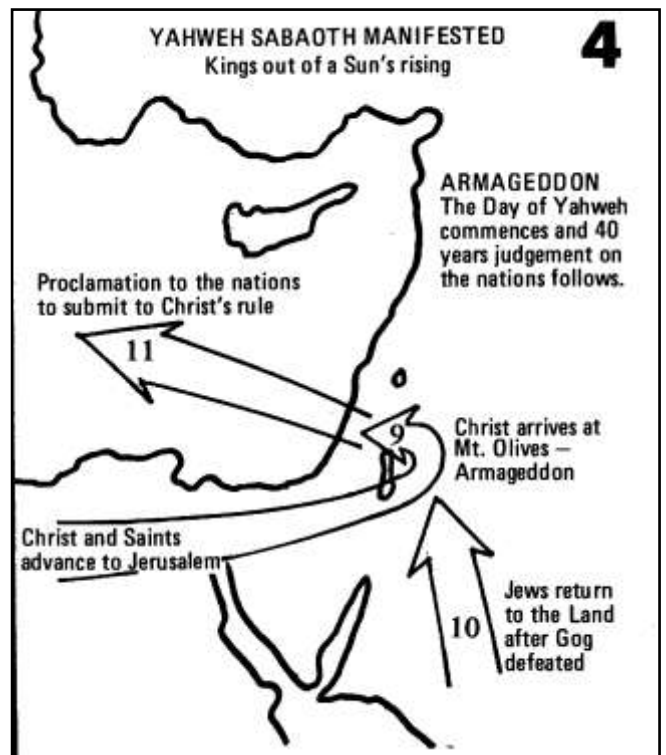 YAHWEH SABAOTH MANIFESTED
Kings out of a Sun's rising
4
ARMAGEDDON
The Day of Yahweh
commences and 40
years judgement on
the nations follows.
Proclamation to the nations
to submit to Christ's rule
11
9
Christ arrives at
Mt. Olives –
Armageddon
Christ and Saints
advance to Jerusalem
10
Jews return
to the Land
after Gog
defeated